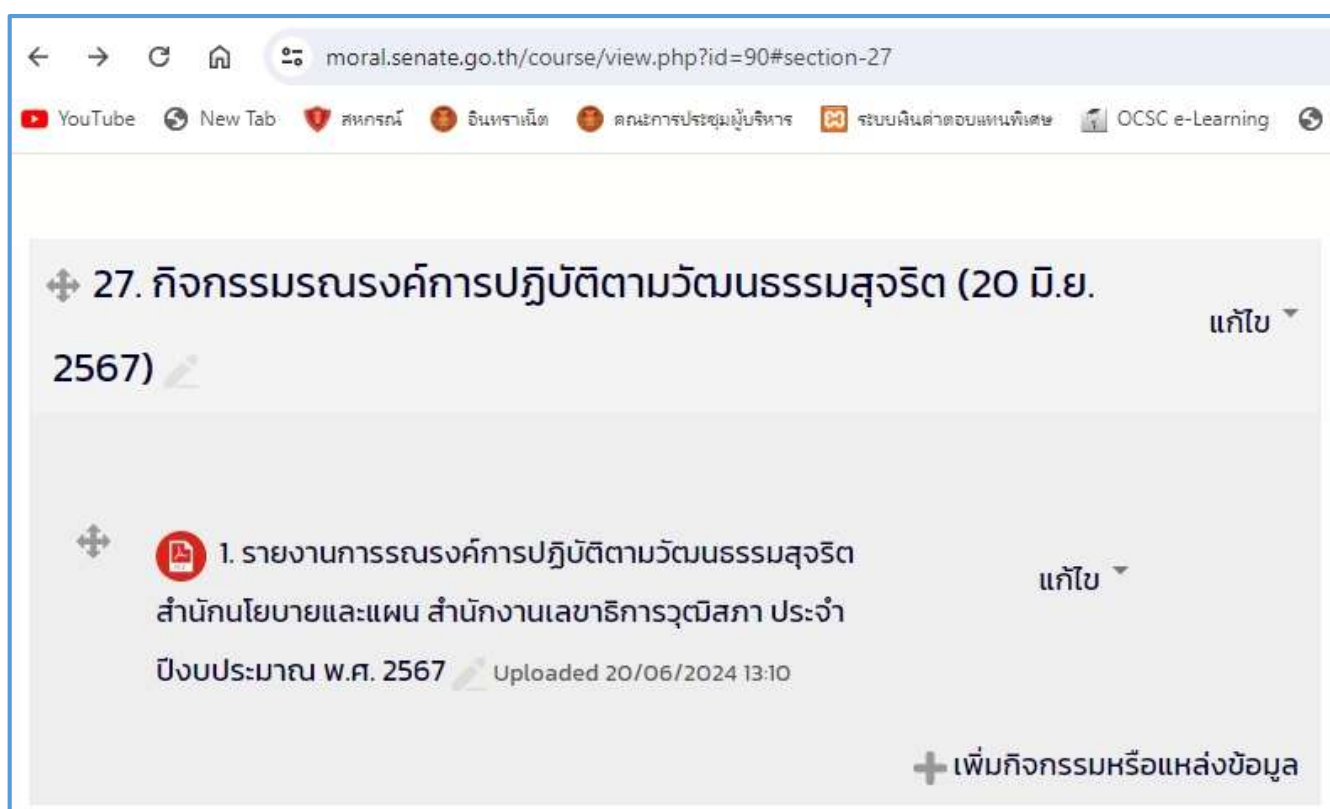 moral.senate.go.th/course/view.php?id=90#section-27
YouTube New Tab สหกรณ์ อินทราเน็ต คณะการประชุมผู้บริหาร ระบบเงินค่าตอบแทนพิเศษ OCSC e-Learning
27. กิจกรรมรณรงค์การปฏิบัติตามวัฒนธรรมสุจริต (20 มิ.ย.
แก้ไข
2567)
1. รายงานการรณรงค์การปฏิบัติตามวัฒนธรรมสุจริต
แก้ไข
สำนักนโยบายและแผน สำนักงานเลขาธิการวุฒิสภา ประจำ
ปีงบประมาณ พ.ศ. 2567 Uploaded 20/06/2024 13:10
เพิ่มกิจกรรมหรือแหล่งข้อมูล